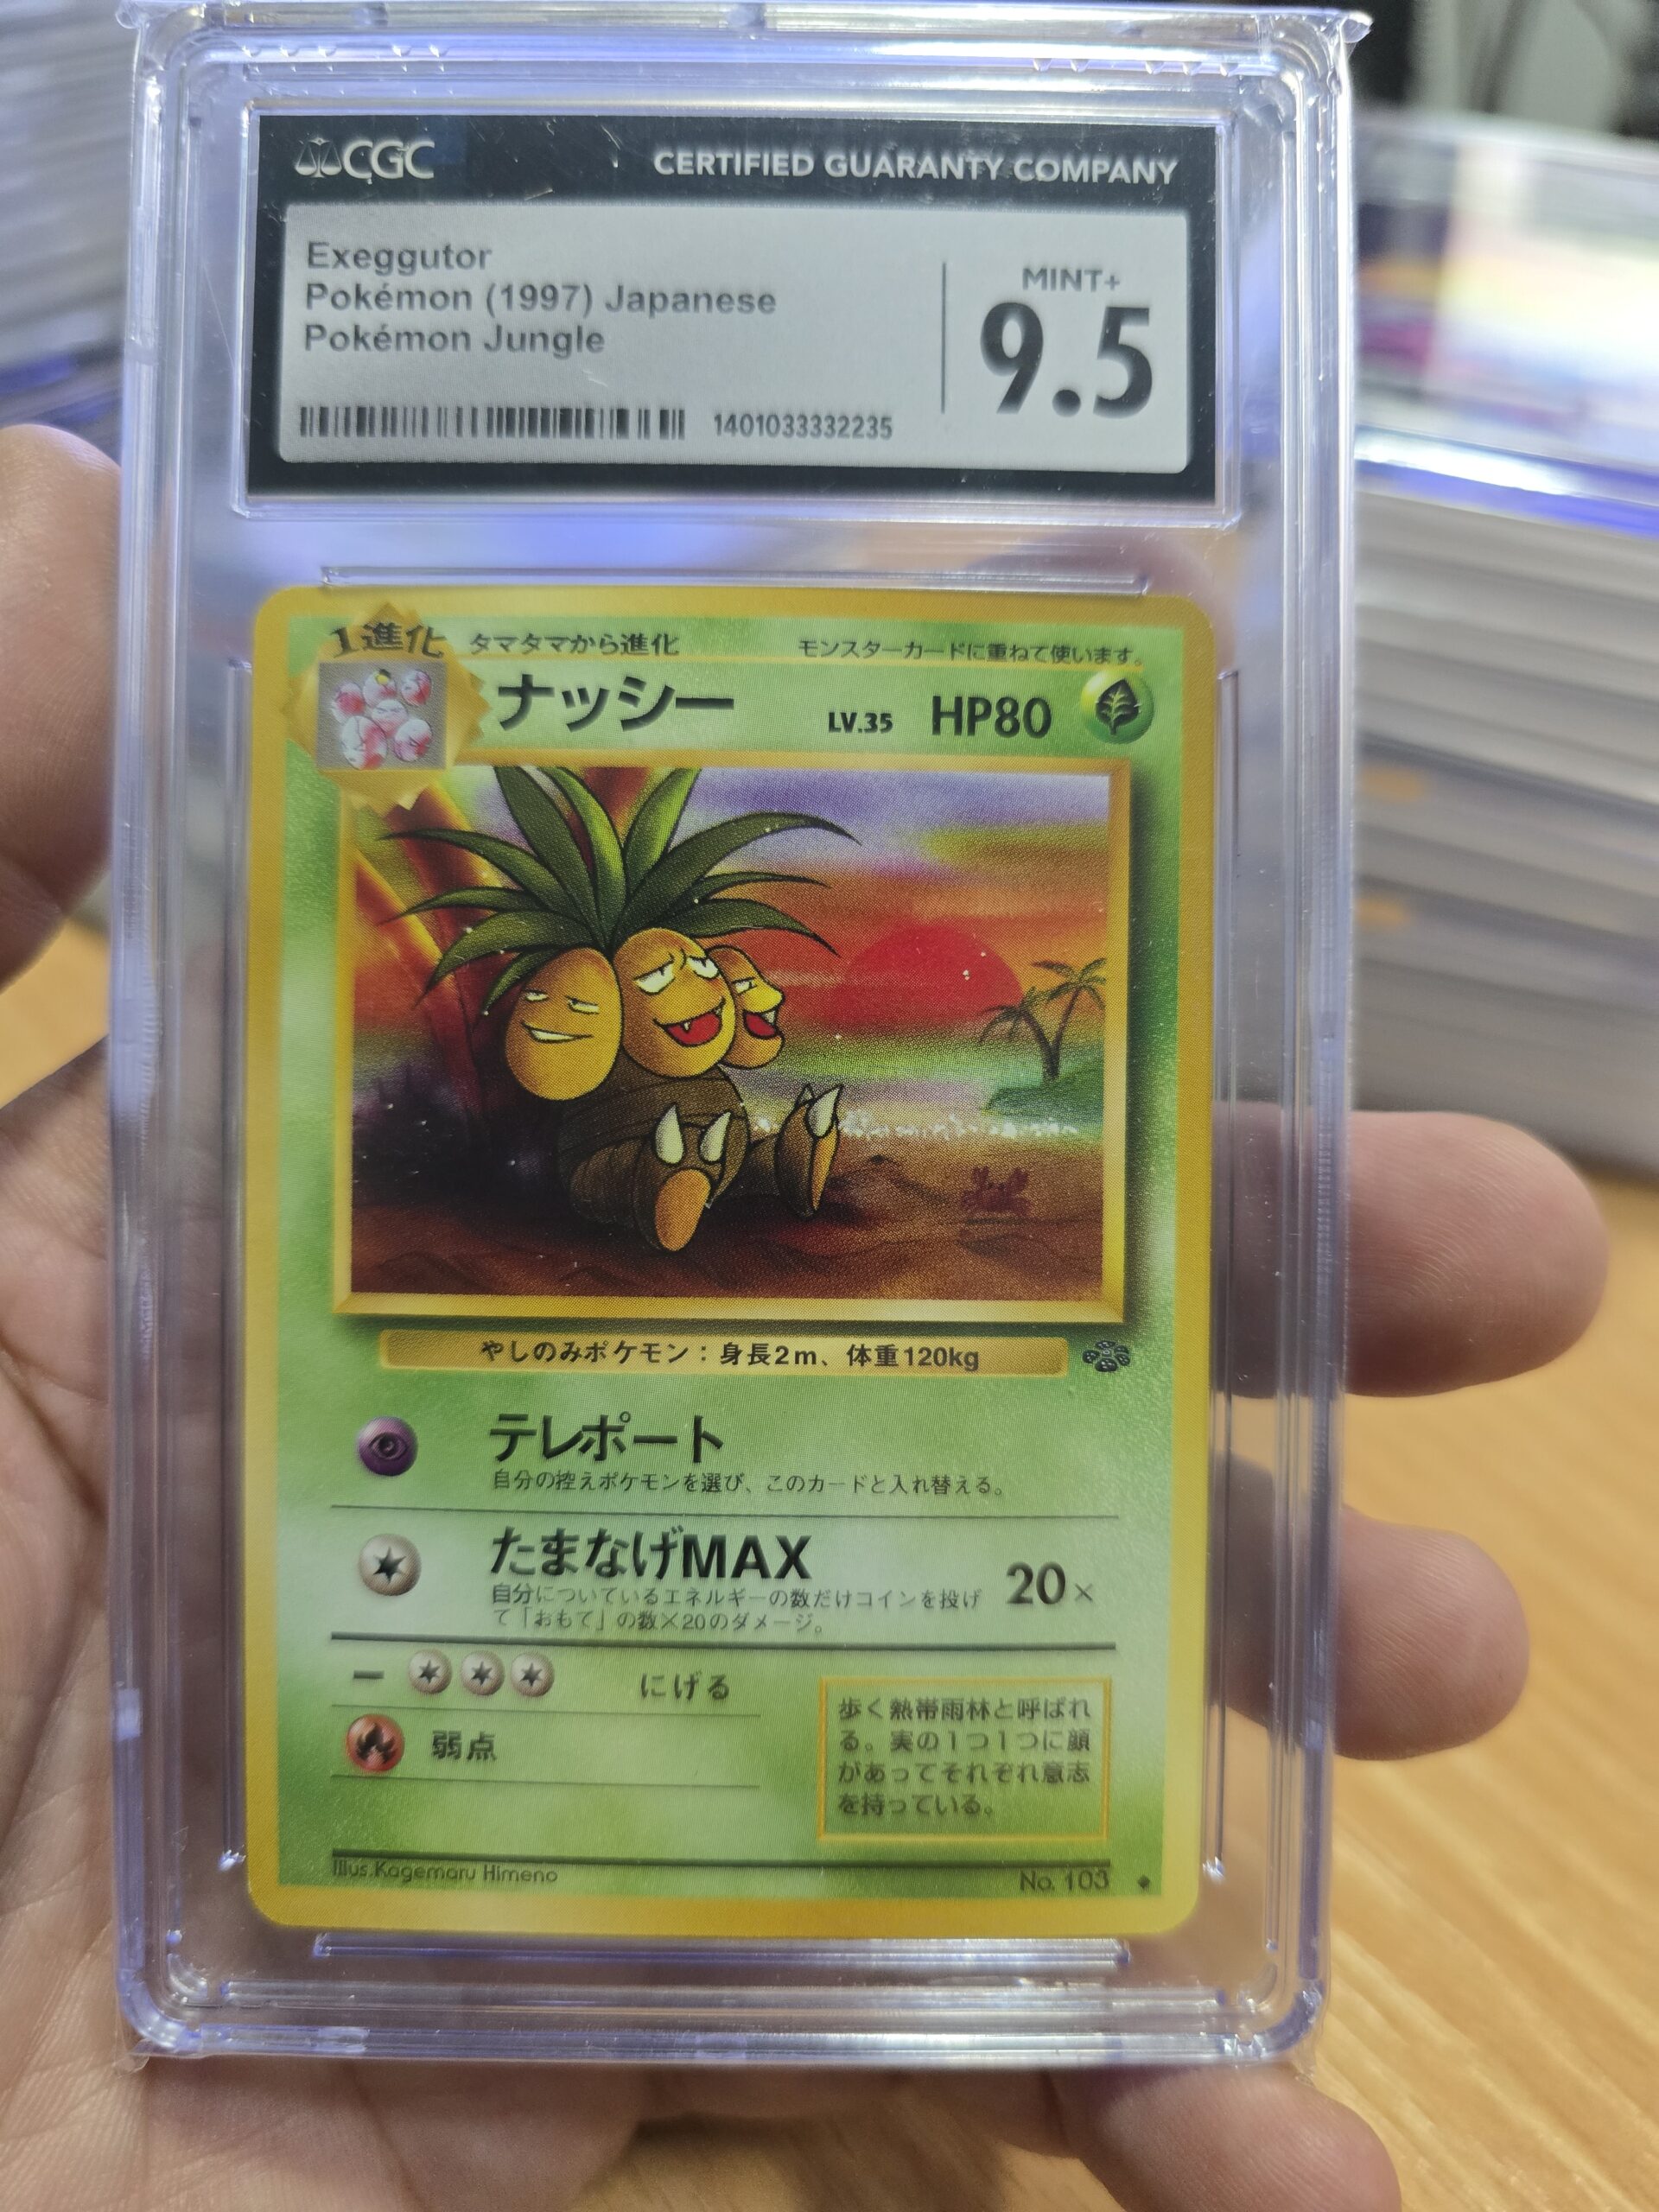 CGC CERTIFIED GUARANTY COMPANY
Exeggutor
Pokémon (1997) Japanese
Pokémon Jungle
MINT+
9.5
1401033332235
1進化 タマタマから進化 モンスターカードに重ねて使います。
ナッシー LV.35 HP80
やしのみポケモン：身長2m、体重120kg
テレポート
自分の控えポケモンを選び、このカードと入れ替える。
たまなげMAX 20×
自分についているエネルギーの数だけコインを投げ
て「おもて」の数×20のダメージ。
ー にげる
弱点
歩く熱帯雨林と呼ばれ
る。実の1つ1つに顔
があってそれぞれ意志
を持っている。
Illus.Kagemaru Himeno No. 103